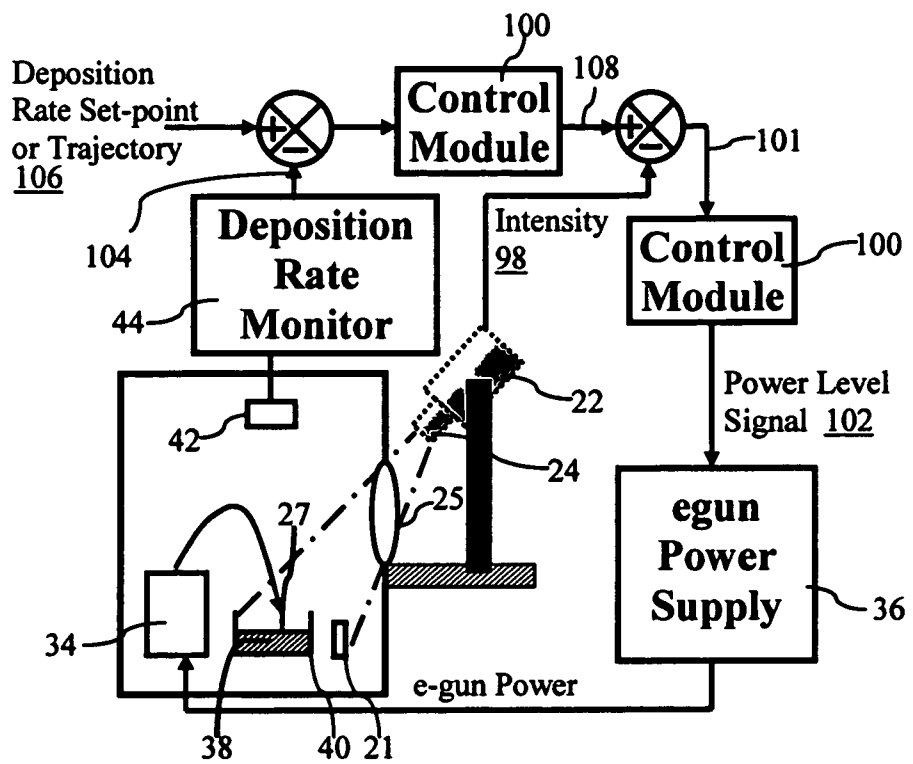 100
Deposition
Rate Set-point
or Trajectory
106
+
−
Control
Module
108
+
−
101
104
Deposition
Rate
Monitor
44
Intensity
98
Control
Module
100
42
22
24
25
27
Power Level
Signal 102
egun
Power
Supply
36
34
e-gun Power
38
40
21